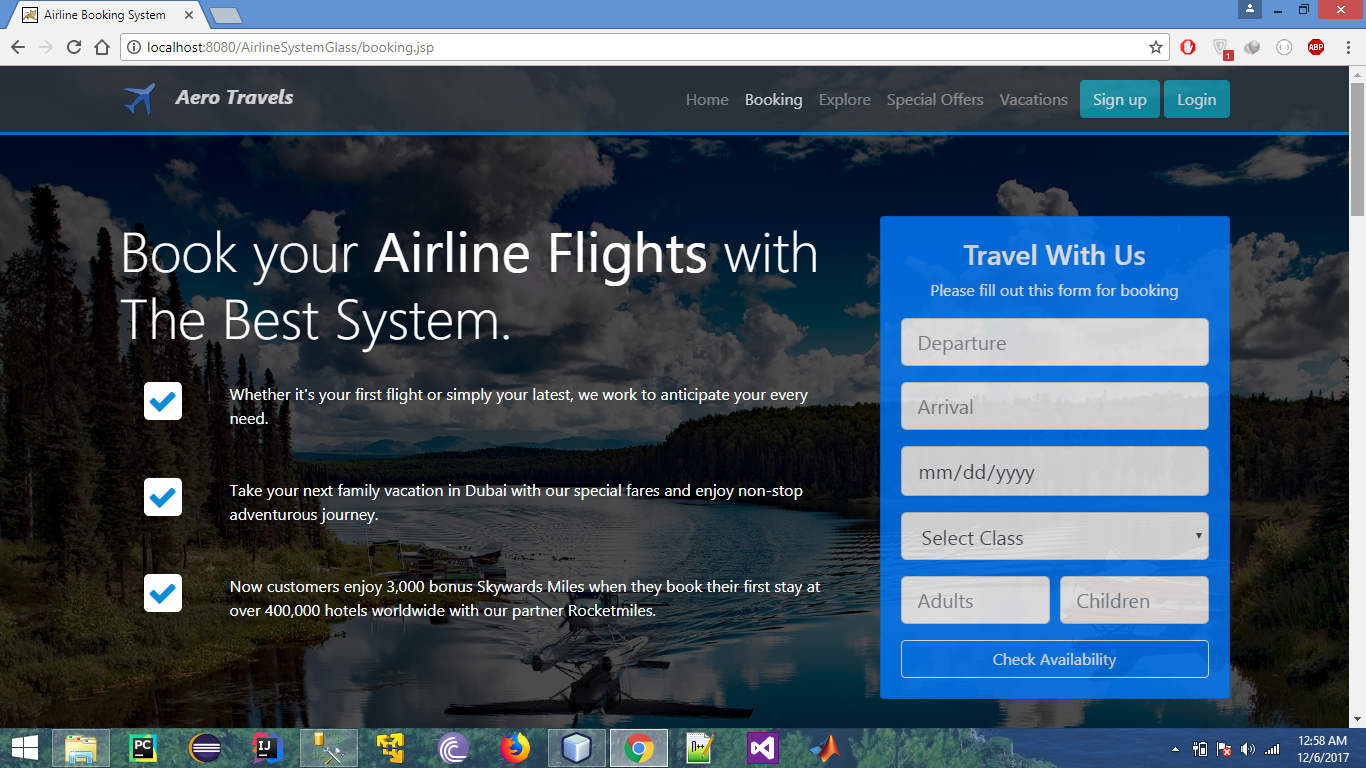 Airline Booking System
localhost:8080/AirlineSystemGlass/booking.jsp
1
ABP
Aero Travels
Home
Booking
Explore
Special Offers
Vacations
Sign up
Login
Book your Airline Flights with
The Best System.
Whether it's your first flight or simply your latest, we work to anticipate your every
need.
Take your next family vacation in Dubai with our special fares and enjoy non-stop
adventurous journey.
Now customers enjoy 3,000 bonus Skywards Miles when they book their first stay at
over 400,000 hotels worldwide with our partner Rocketmiles.
Travel With Us
Please fill out this form for booking
Departure
Arrival
mm/dd/yyyy
Select Class
Adults
Children
Check Availability
PC
IJ
12:58 AM
12/6/2017